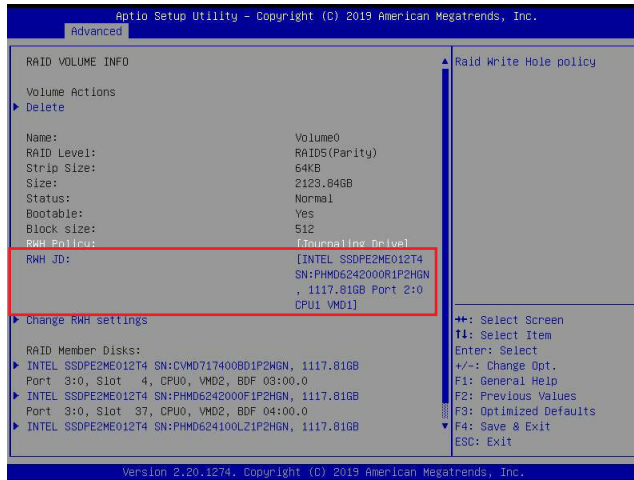 Aptio Setup Utility – Copyright (C) 2019 American Megatrends, Inc.
Advanced
RAID VOLUME INFO
Volume Actions
Delete
Name: Volume0
RAID Level: RAID5(Parity)
Strip Size: 64KB
Size: 2123.84GB
Status: Normal
Bootable: Yes
Block size: 512
RWH Policy: [Journaling Drive]
RWH JD: [INTEL SSDPE2ME012T4
SN:PHMD6242000R1P2HGN
, 1117.81GB Port 2:0
CPU1 VMD1]
Change RWH settings
RAID Member Disks:
INTEL SSDPE2ME012T4 SN:CVMD717400BD1P2WGN, 1117.81GB
Port 3:0, Slot 4, CPU0, VMD2, BDF 03:00.0
INTEL SSDPE2ME012T4 SN:PHMD6242000F1P2HGN, 1117.81GB
Port 3:0, Slot 37, CPU0, VMD2, BDF 04:00.0
INTEL SSDPE2ME012T4 SN:PHMD624100LZ1P2HGN, 1117.81GB
Raid Write Hole policy
→←: Select Screen
↑↓: Select Item
Enter: Select
+/-: Change Opt.
F1: General Help
F2: Previous Values
F3: Optimized Defaults
F4: Save & Exit
ESC: Exit
Version 2.20.1274. Copyright (C) 2019 American Megatrends, Inc.